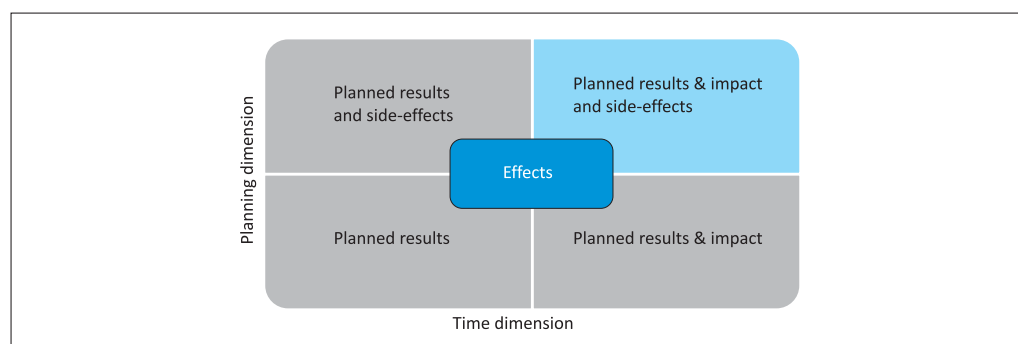 Planned results
and side-effects
Planned results & impact
and side-effects
Effects
Planned results
Planned results & impact
Planning dimension
Time dimension